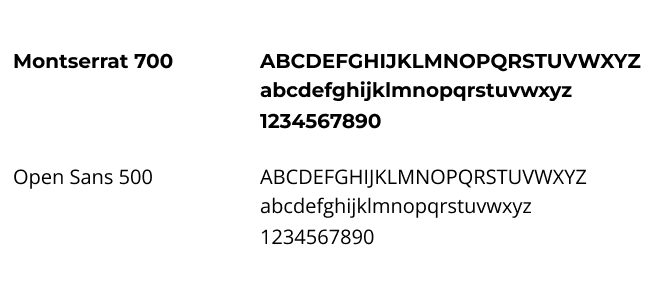 Montserrat 700 ABCDEFGHIJKLMNOPQRSTUVWXYZ
abcdefghijklmnopqrstuvwxyz
1234567890
Open Sans 500 ABCDEFGHIJKLMNOPQRSTUVWXYZ
abcdefghijklmnopqrstuvwxyz
1234567890